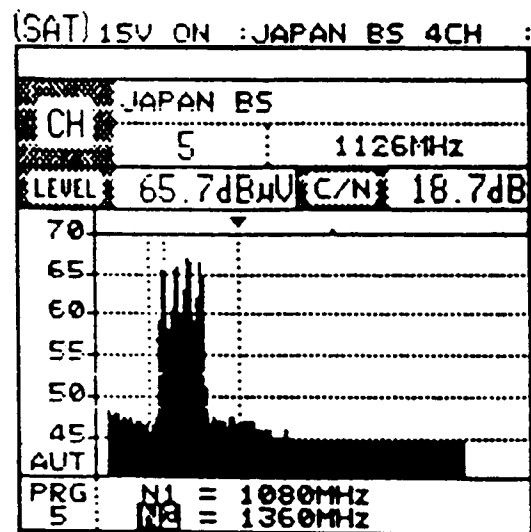 (SAT) 15V ON :JAPAN BS 4CH :
CH JAPAN BS
5 1126MHz
LEVEL 65.7dBμV C/N 18.7dB
70
65
60
55
50
45
AUT
PRG N1 = 1080MHz
5 = 1360MHz